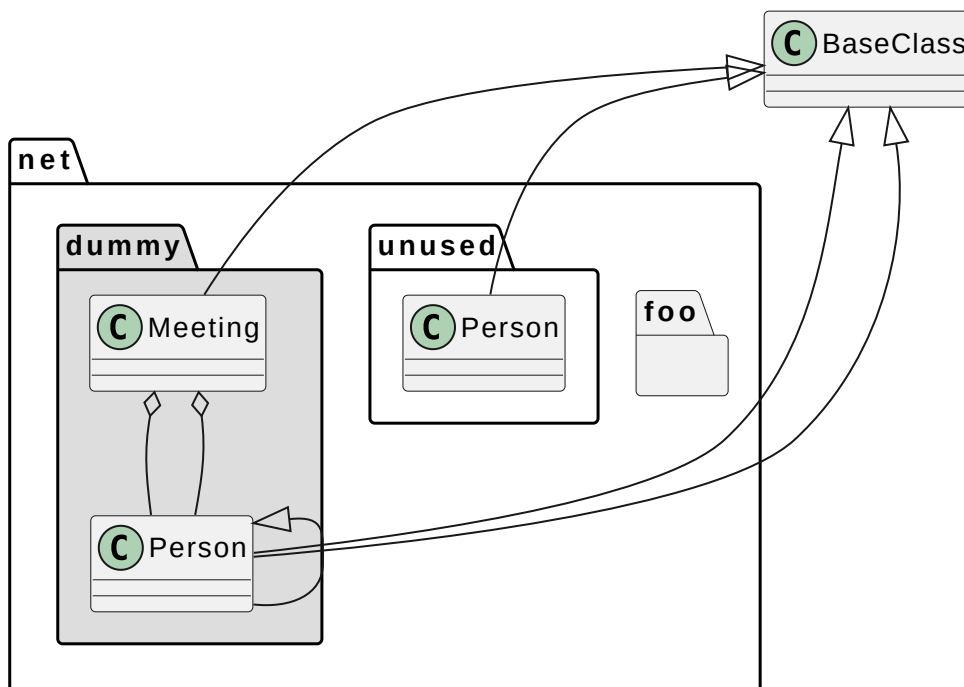 C BaseClass
net
dummy
unused
foo
C Meeting
C Person
C Person